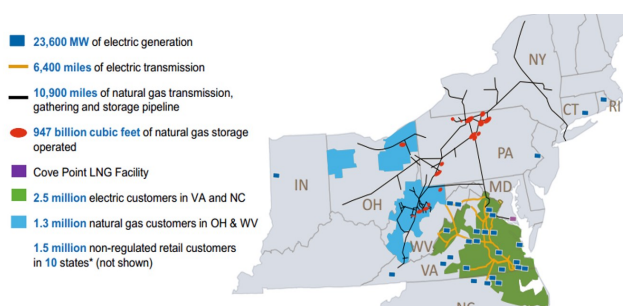 23,600 MW of electric generation
6,400 miles of electric transmission
10,900 miles of natural gas transmission,
gathering and storage pipeline
947 billion cubic feet of natural gas storage
operated
Cove Point LNG Facility
2.5 million electric customers in VA and NC
1.3 million natural gas customers in OH & WV
1.5 million non-regulated retail customers
in 10 states* (not shown)
NY
CT
RI
PA
IN
OH
MD
WV
VA